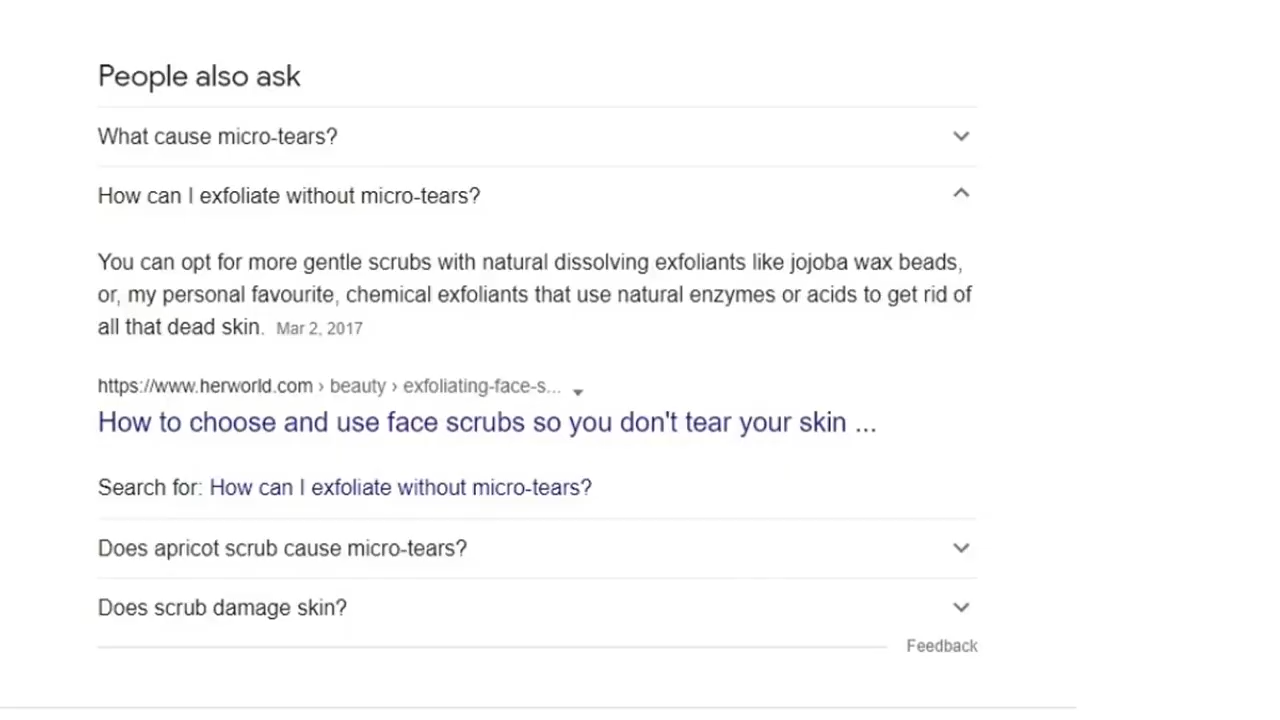 People also ask
What cause micro-tears?
How can I exfoliate without micro-tears?
You can opt for more gentle scrubs with natural dissolving exfoliants like jojoba wax beads,
or, my personal favourite, chemical exfoliants that use natural enzymes or acids to get rid of
all that dead skin. Mar 2, 2017
https://www.herworld.com › beauty › exfoliating-face-s...
How to choose and use face scrubs so you don't tear your skin ...
Search for: How can I exfoliate without micro-tears?
Does apricot scrub cause micro-tears?
Does scrub damage skin?
Feedback